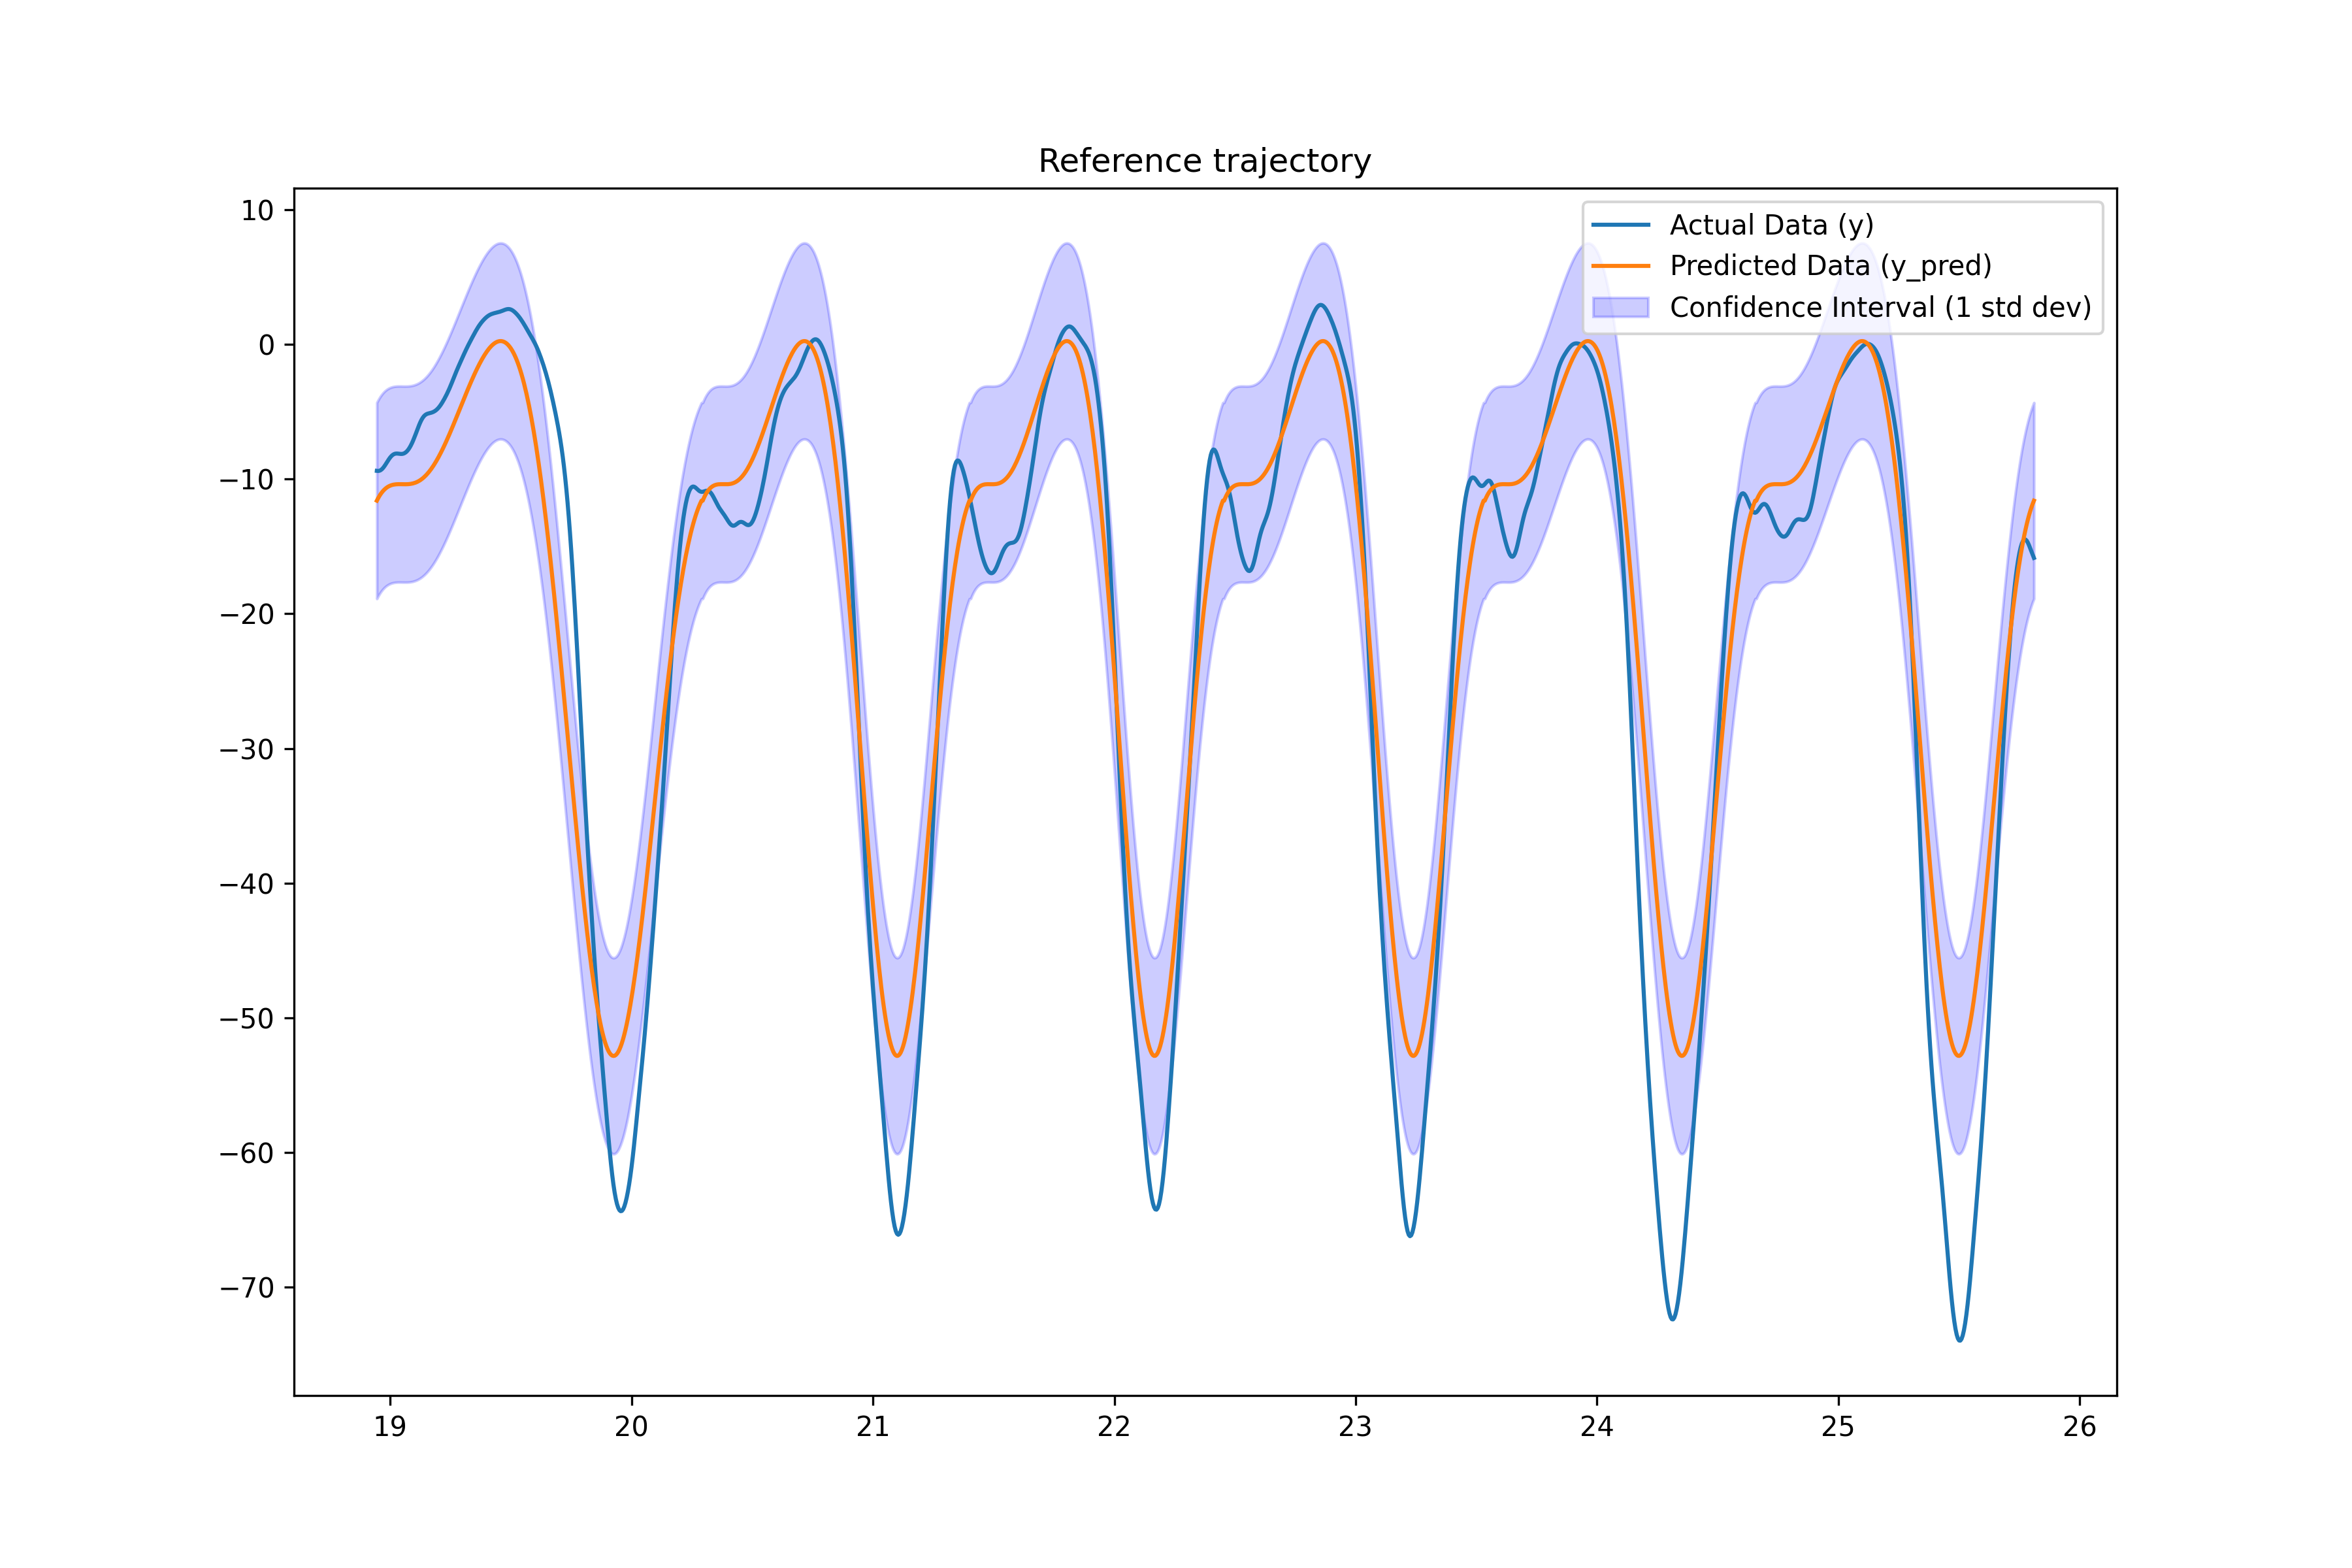 Reference trajectory
10
0
−10
−20
−30
−40
−50
−60
−70
Actual Data (y)
Predicted Data (y_pred)
Confidence Interval (1 std dev)
19 20 21 22 23 24 25 26